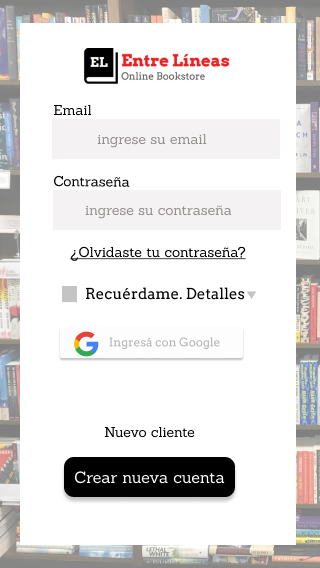 EL
Entre Líneas
Online Bookstore
Email
ingrese su email
Contraseña
ingrese su contraseña
¿Olvidaste tu contraseña?
Recuérdame. Detalles
Ingresá con Google
Nuevo cliente
Crear nueva cuenta